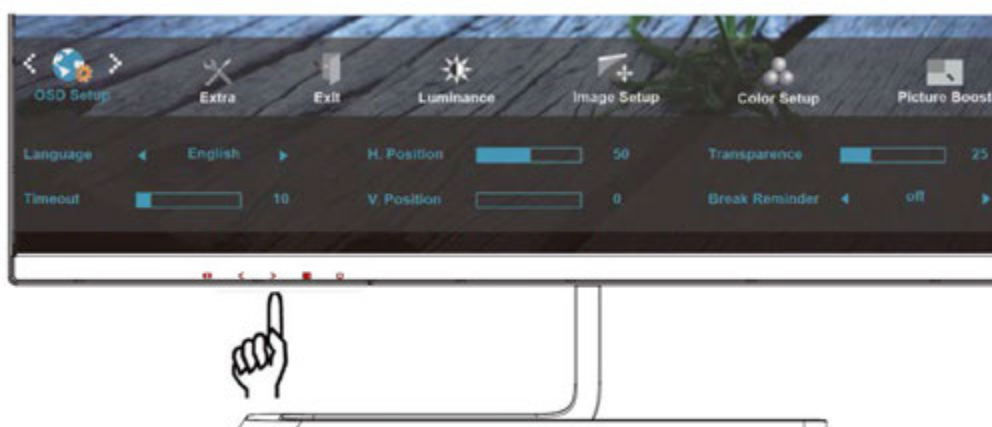 OSD Setup Extra Exit Luminance Image Setup Color Setup Picture Boost
Language English H. Position 50 Transparence 25
Timeout 10 V. Position 0 Break Reminder off